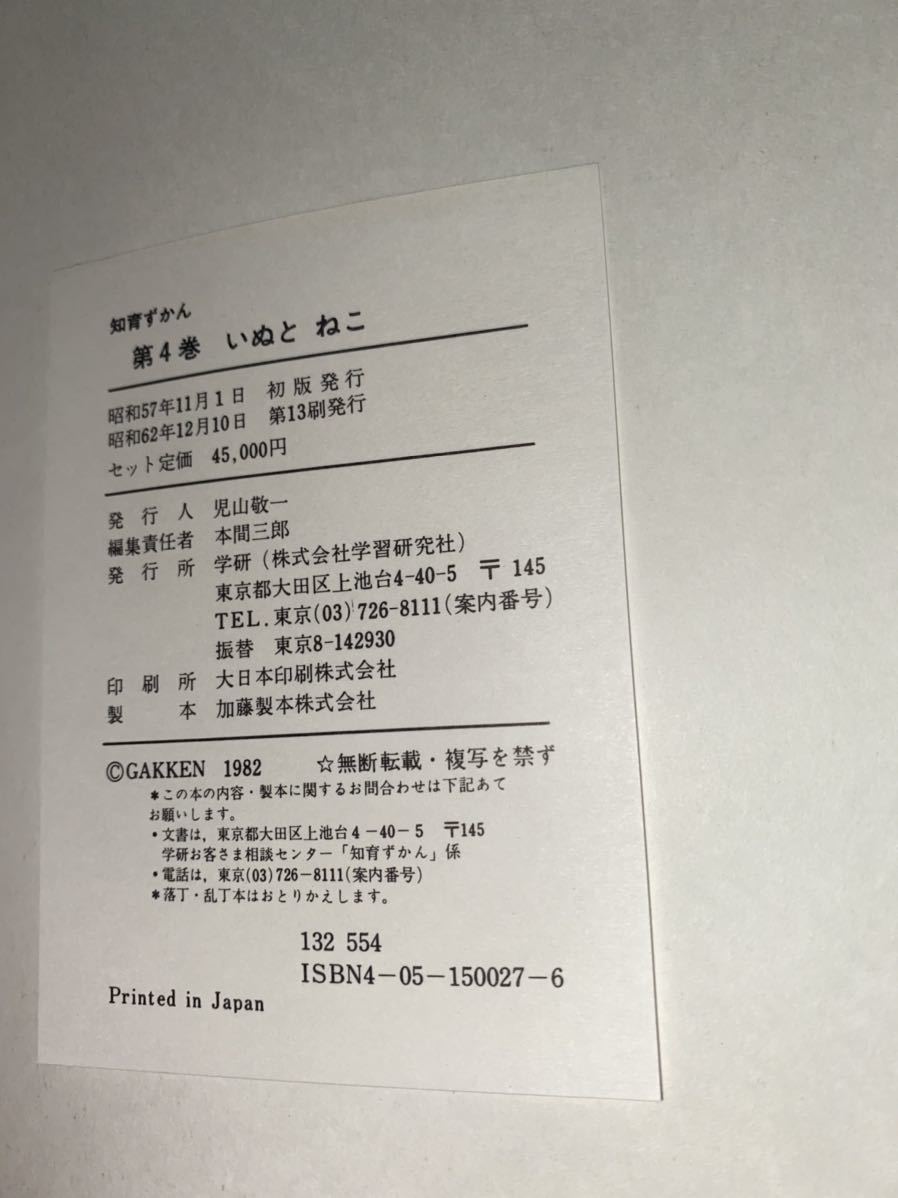 知育ずかん
第4巻 いぬと ねこ
昭和57年11月1日 初版発行
昭和62年12月10日 第13刷発行
セット定価 45,000円
発行人 児山敬一
編集責任者 本間三郎
発行所 学研(株式会社学習研究社)
東京都大田区上池台4-40-5 〒145
TEL.東京(03)726-8111(案内番号)
振替 東京8-142930
印刷所 大日本印刷株式会社
製本 加藤製本株式会社
©GAKKEN 1982 ☆無断転載・複写を禁ず
*この本の内容・製本に関するお問合わせは下記あて
お願いします。
・文書は,東京都大田区上池台4-40-5 〒145
学研お客さま相談センター「知育ずかん」係
・電話は,東京(03)726-8111(案内番号)
*落丁・乱丁本はおとりかえします。
132 554
ISBN4-05-150027-6
Printed in Japan